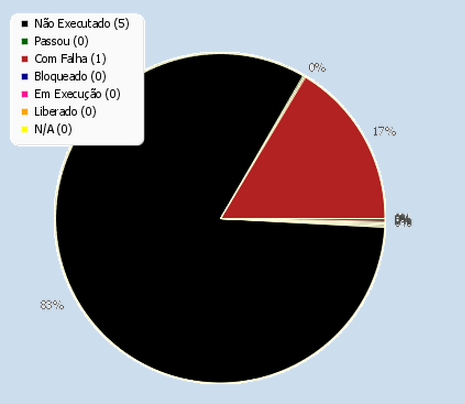 Não Executado (5)
Passou (0)
Com Falha (1)
Bloqueado (0)
Em Execução (0)
Liberado (0)
N/A (0)
0%
17%
83%